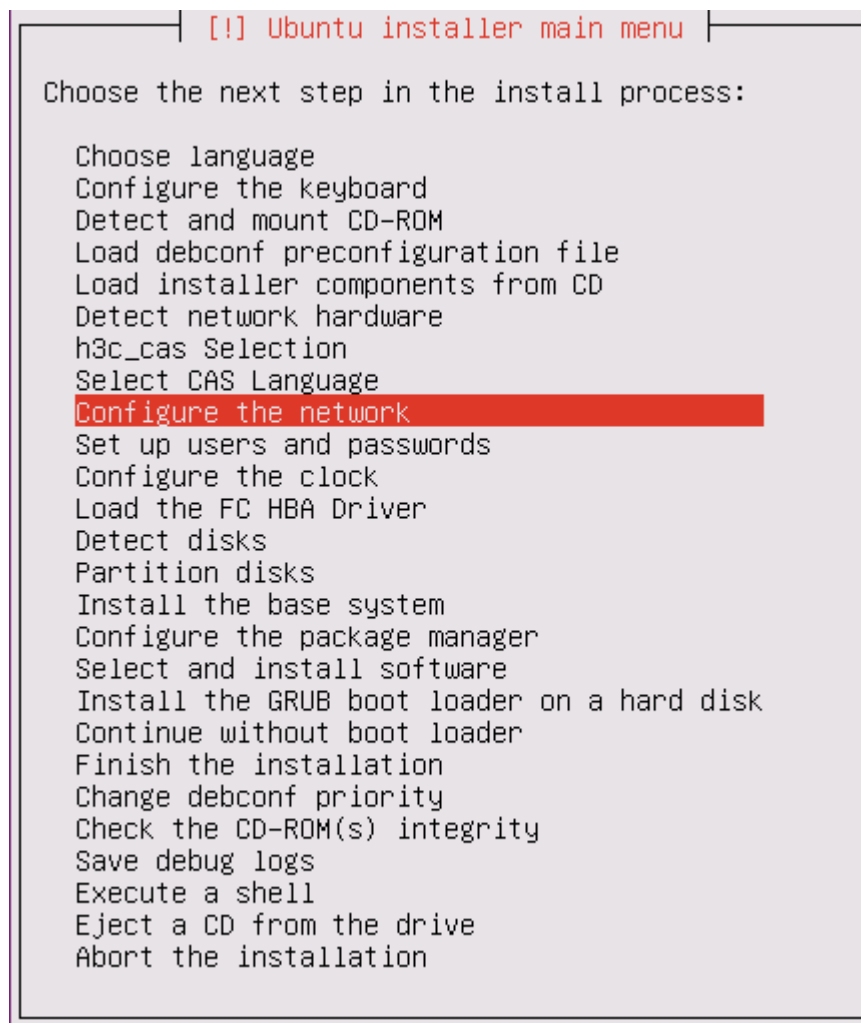 [!] Ubuntu installer main menu
Choose the next step in the install process:
Choose language
Configure the keyboard
Detect and mount CD-ROM
Load debconf preconfiguration file
Load installer components from CD
Detect network hardware
h3c_cas Selection
Select CAS Language
Configure the network
Set up users and passwords
Configure the clock
Load the FC HBA Driver
Detect disks
Partition disks
Install the base system
Configure the package manager
Select and install software
Install the GRUB boot loader on a hard disk
Continue without boot loader
Finish the installation
Change debconf priority
Check the CD-ROM(s) integrity
Save debug logs
Execute a shell
Eject a CD from the drive
Abort the installation